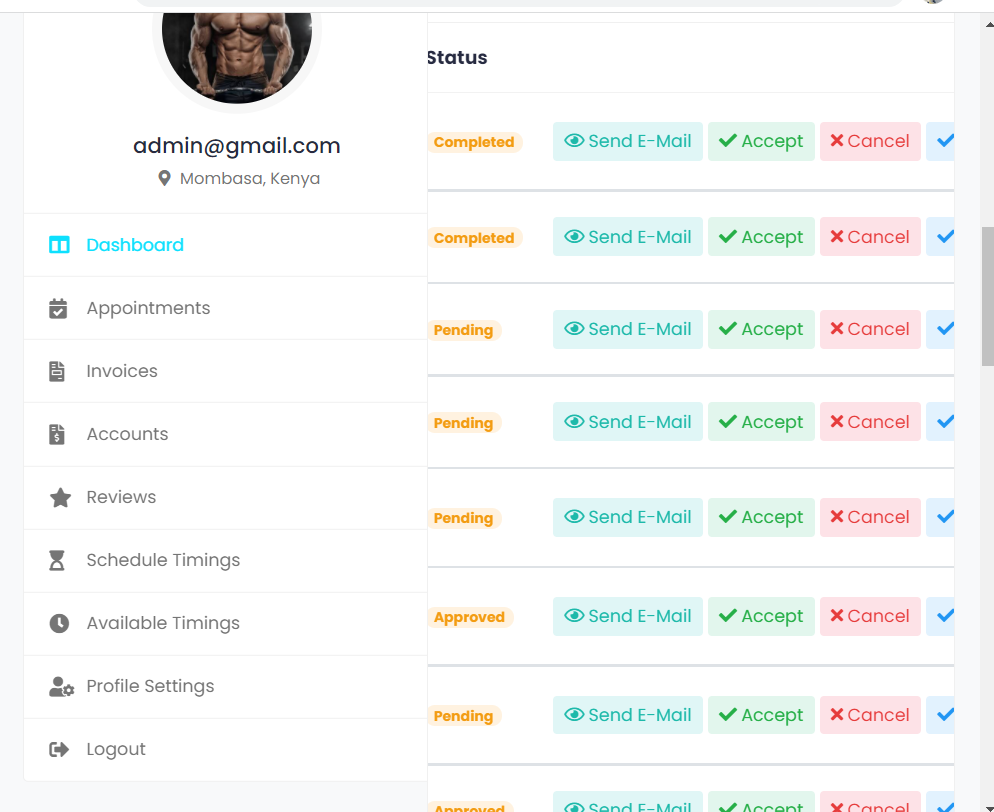 Status
admin@gmail.com
Mombasa, Kenya
Dashboard
Appointments
Invoices
Accounts
Reviews
Schedule Timings
Available Timings
Profile Settings
Logout
Completed Send E-Mail Accept Cancel
Completed Send E-Mail Accept Cancel
Pending Send E-Mail Accept Cancel
Pending Send E-Mail Accept Cancel
Pending Send E-Mail Accept Cancel
Approved Send E-Mail Accept Cancel
Pending Send E-Mail Accept Cancel
Approved Send E-Mail Accept Cancel